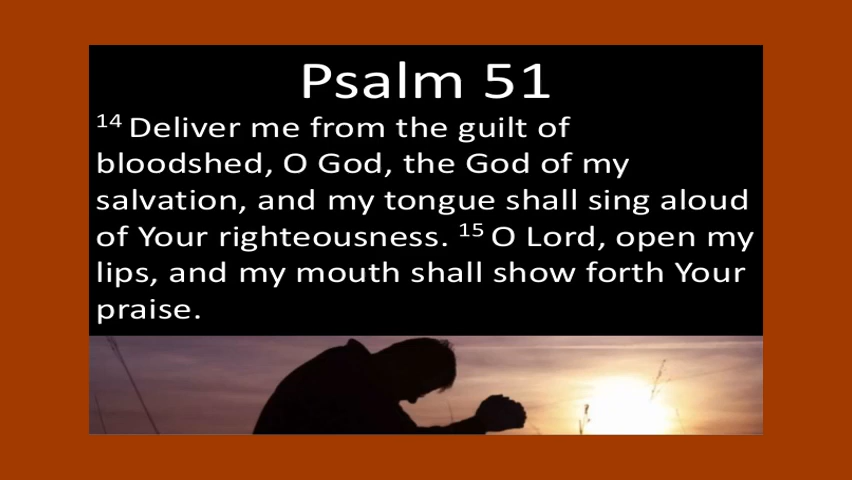 Psalm 51
14 Deliver me from the guilt of
bloodshed, O God, the God of my
salvation, and my tongue shall sing aloud
of Your righteousness. 15 O Lord, open my
lips, and my mouth shall show forth Your
praise.